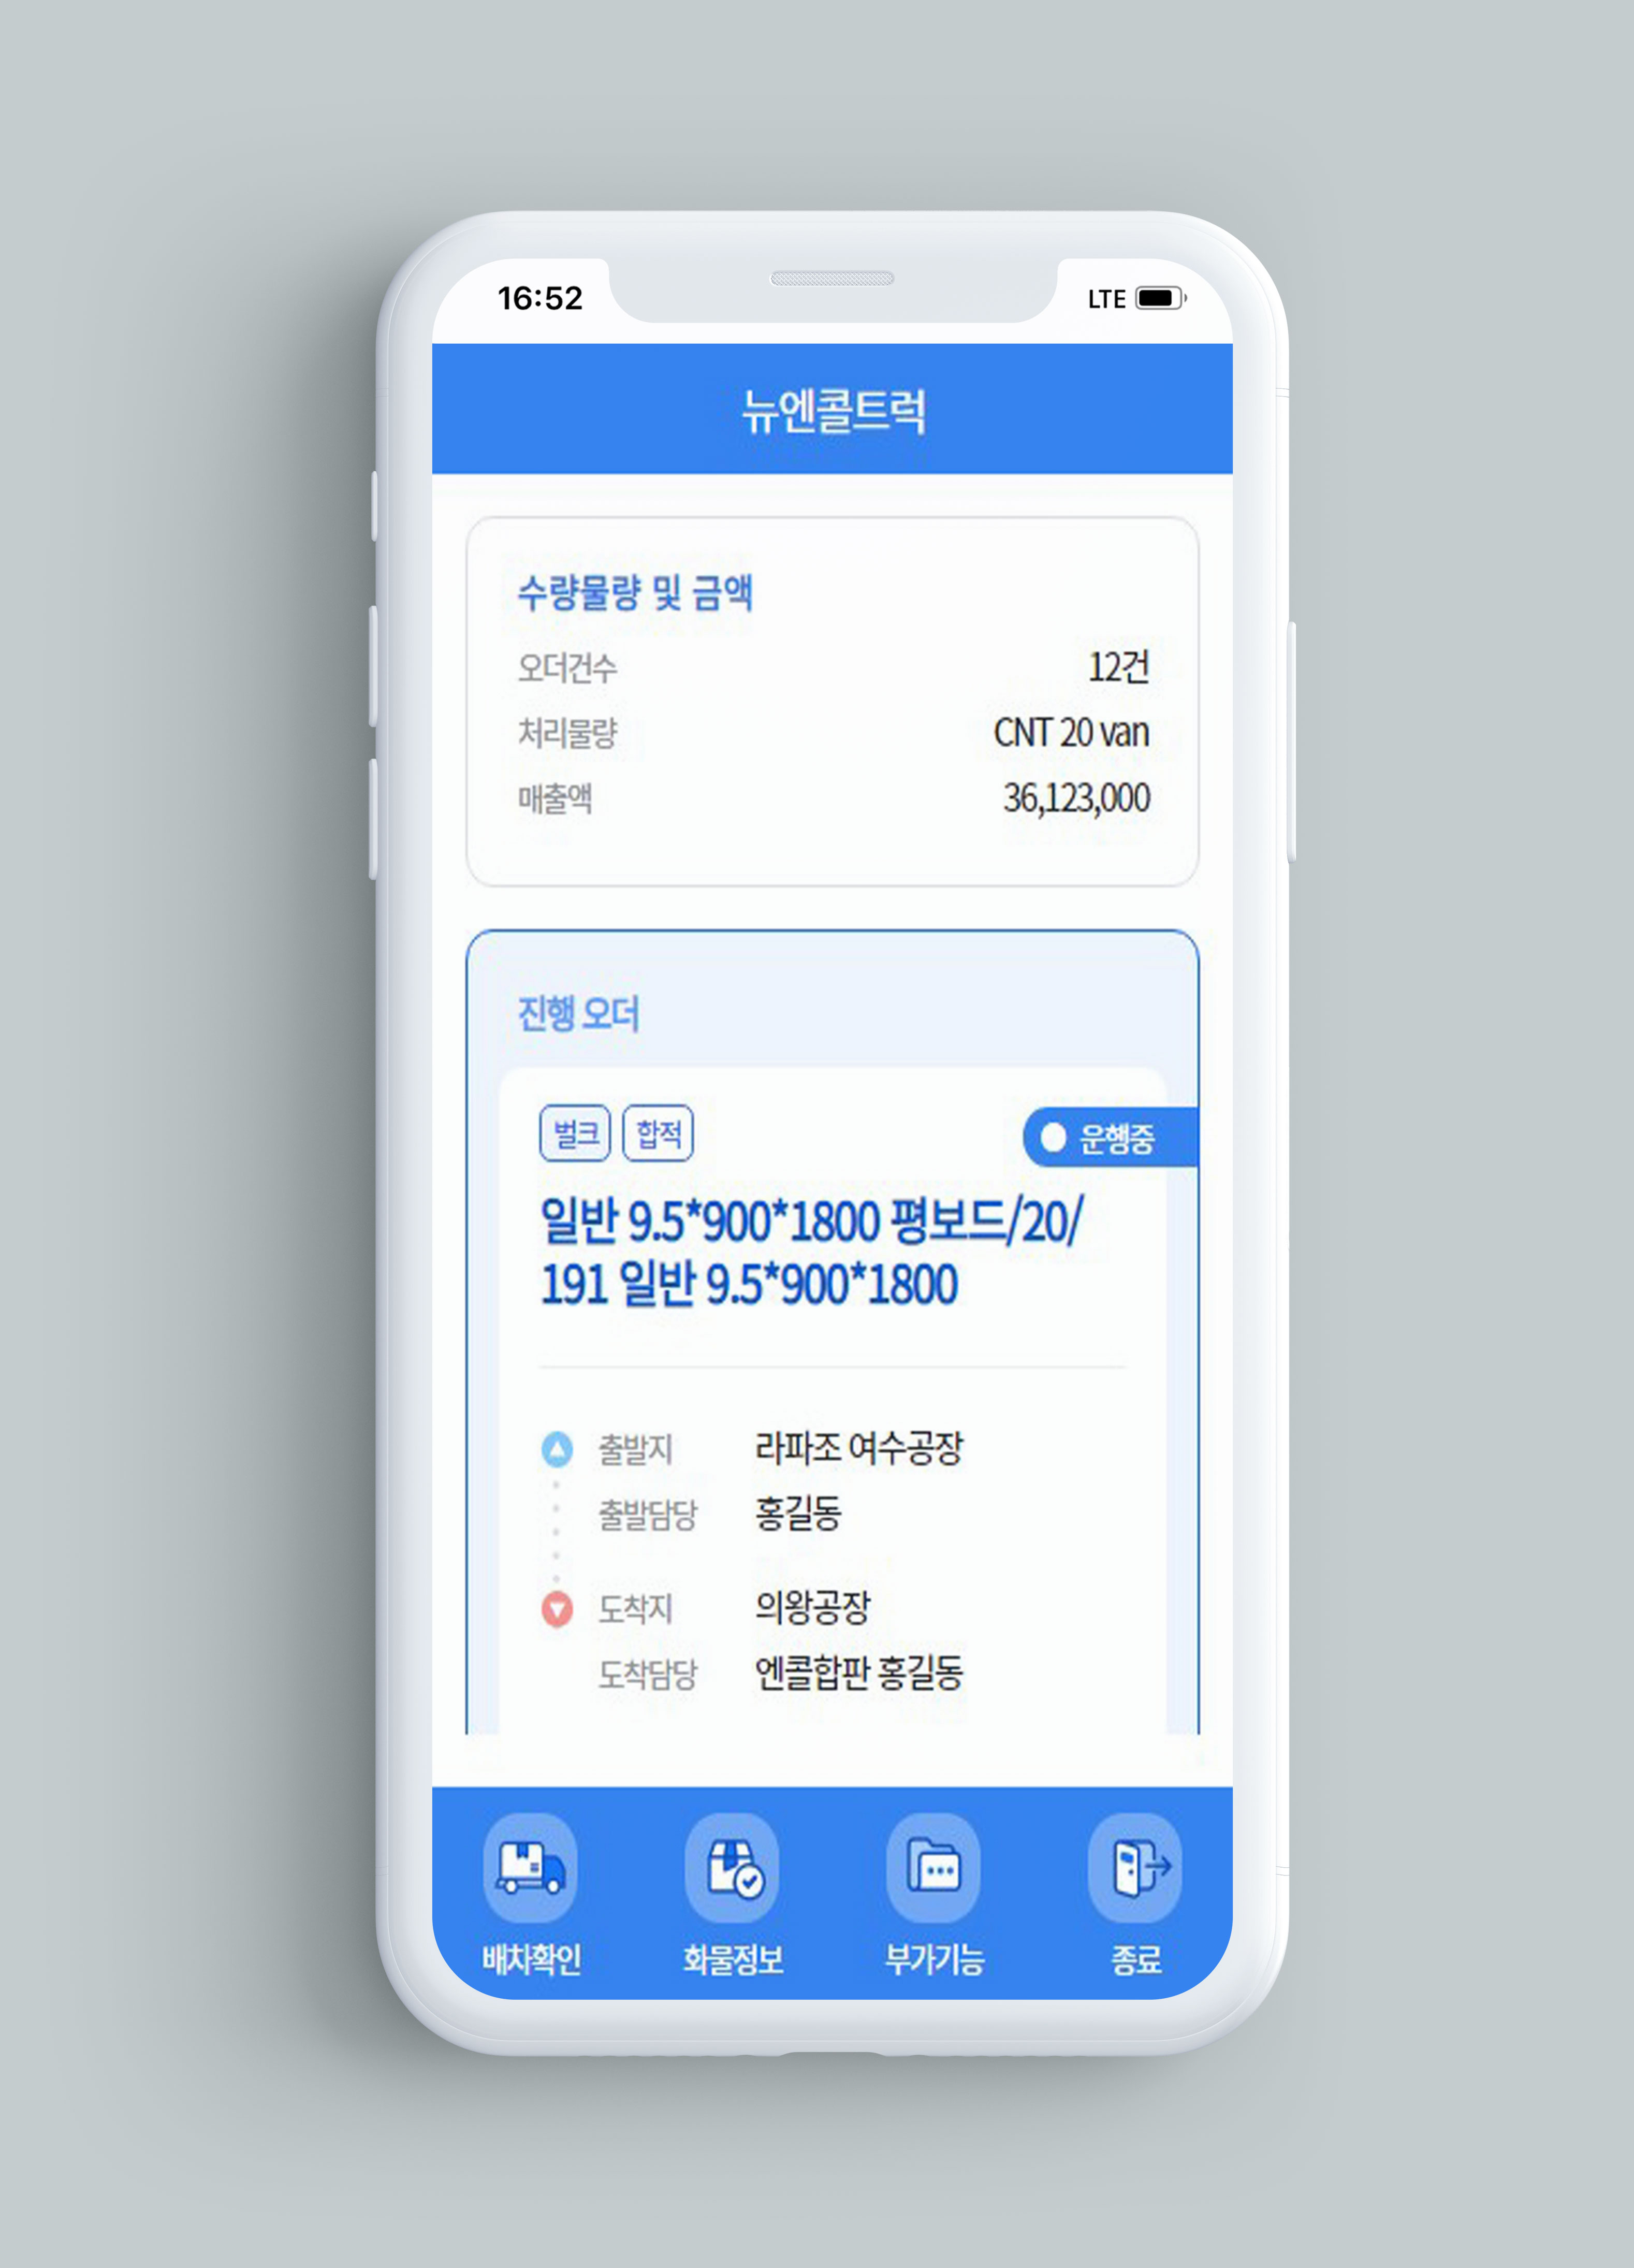 16:52
LTE
뉴엔콜트럭
수량물량 및 금액
오더건수 12건
처리물량 CNT 20 van
매출액 36,123,000
진행 오더
벌크 합적 운행중
일반 9.5*900*1800 평보드/20/
191 일반 9.5*900*1800
출발지 라파조 여수공장
출발담당 홍길동
도착지 의왕공장
도착담당 엔콜합판 홍길동
배차확인 화물정보 부가기능 종료